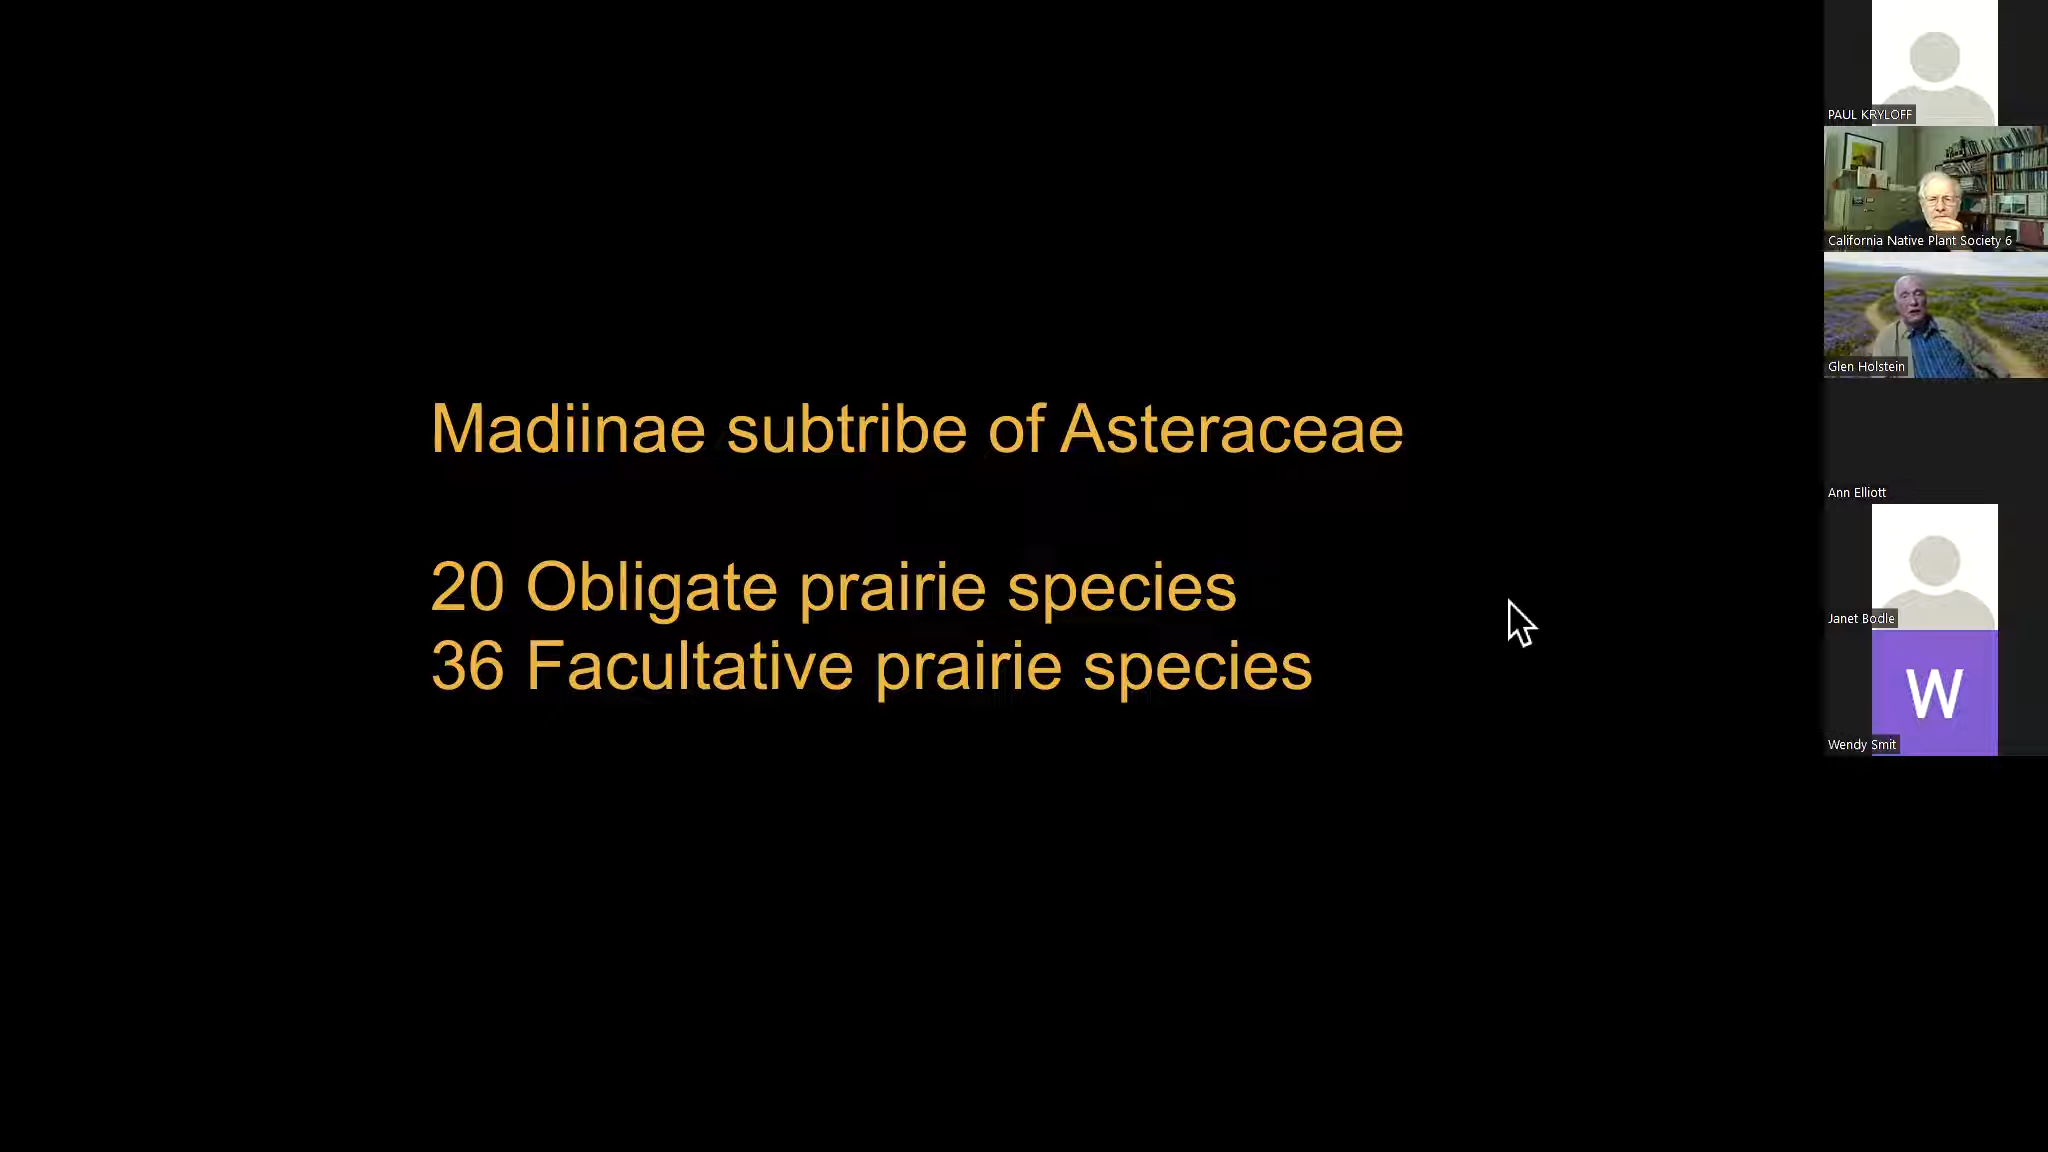 Madiinae subtribe of Asteraceae
20 Obligate prairie species
36 Facultative prairie species
PAUL KRYLOFF
California Native Plant Society 6
Glen Holstein
Ann Elliott
Janet Bodle
W
Wendy Smit